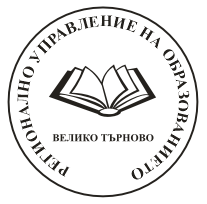 РЕГИОНАЛНО УПРАВЛЕНИЕ НА ОБРАЗОВАНИЕТО
ВЕЛИКО ТЪРНОВО